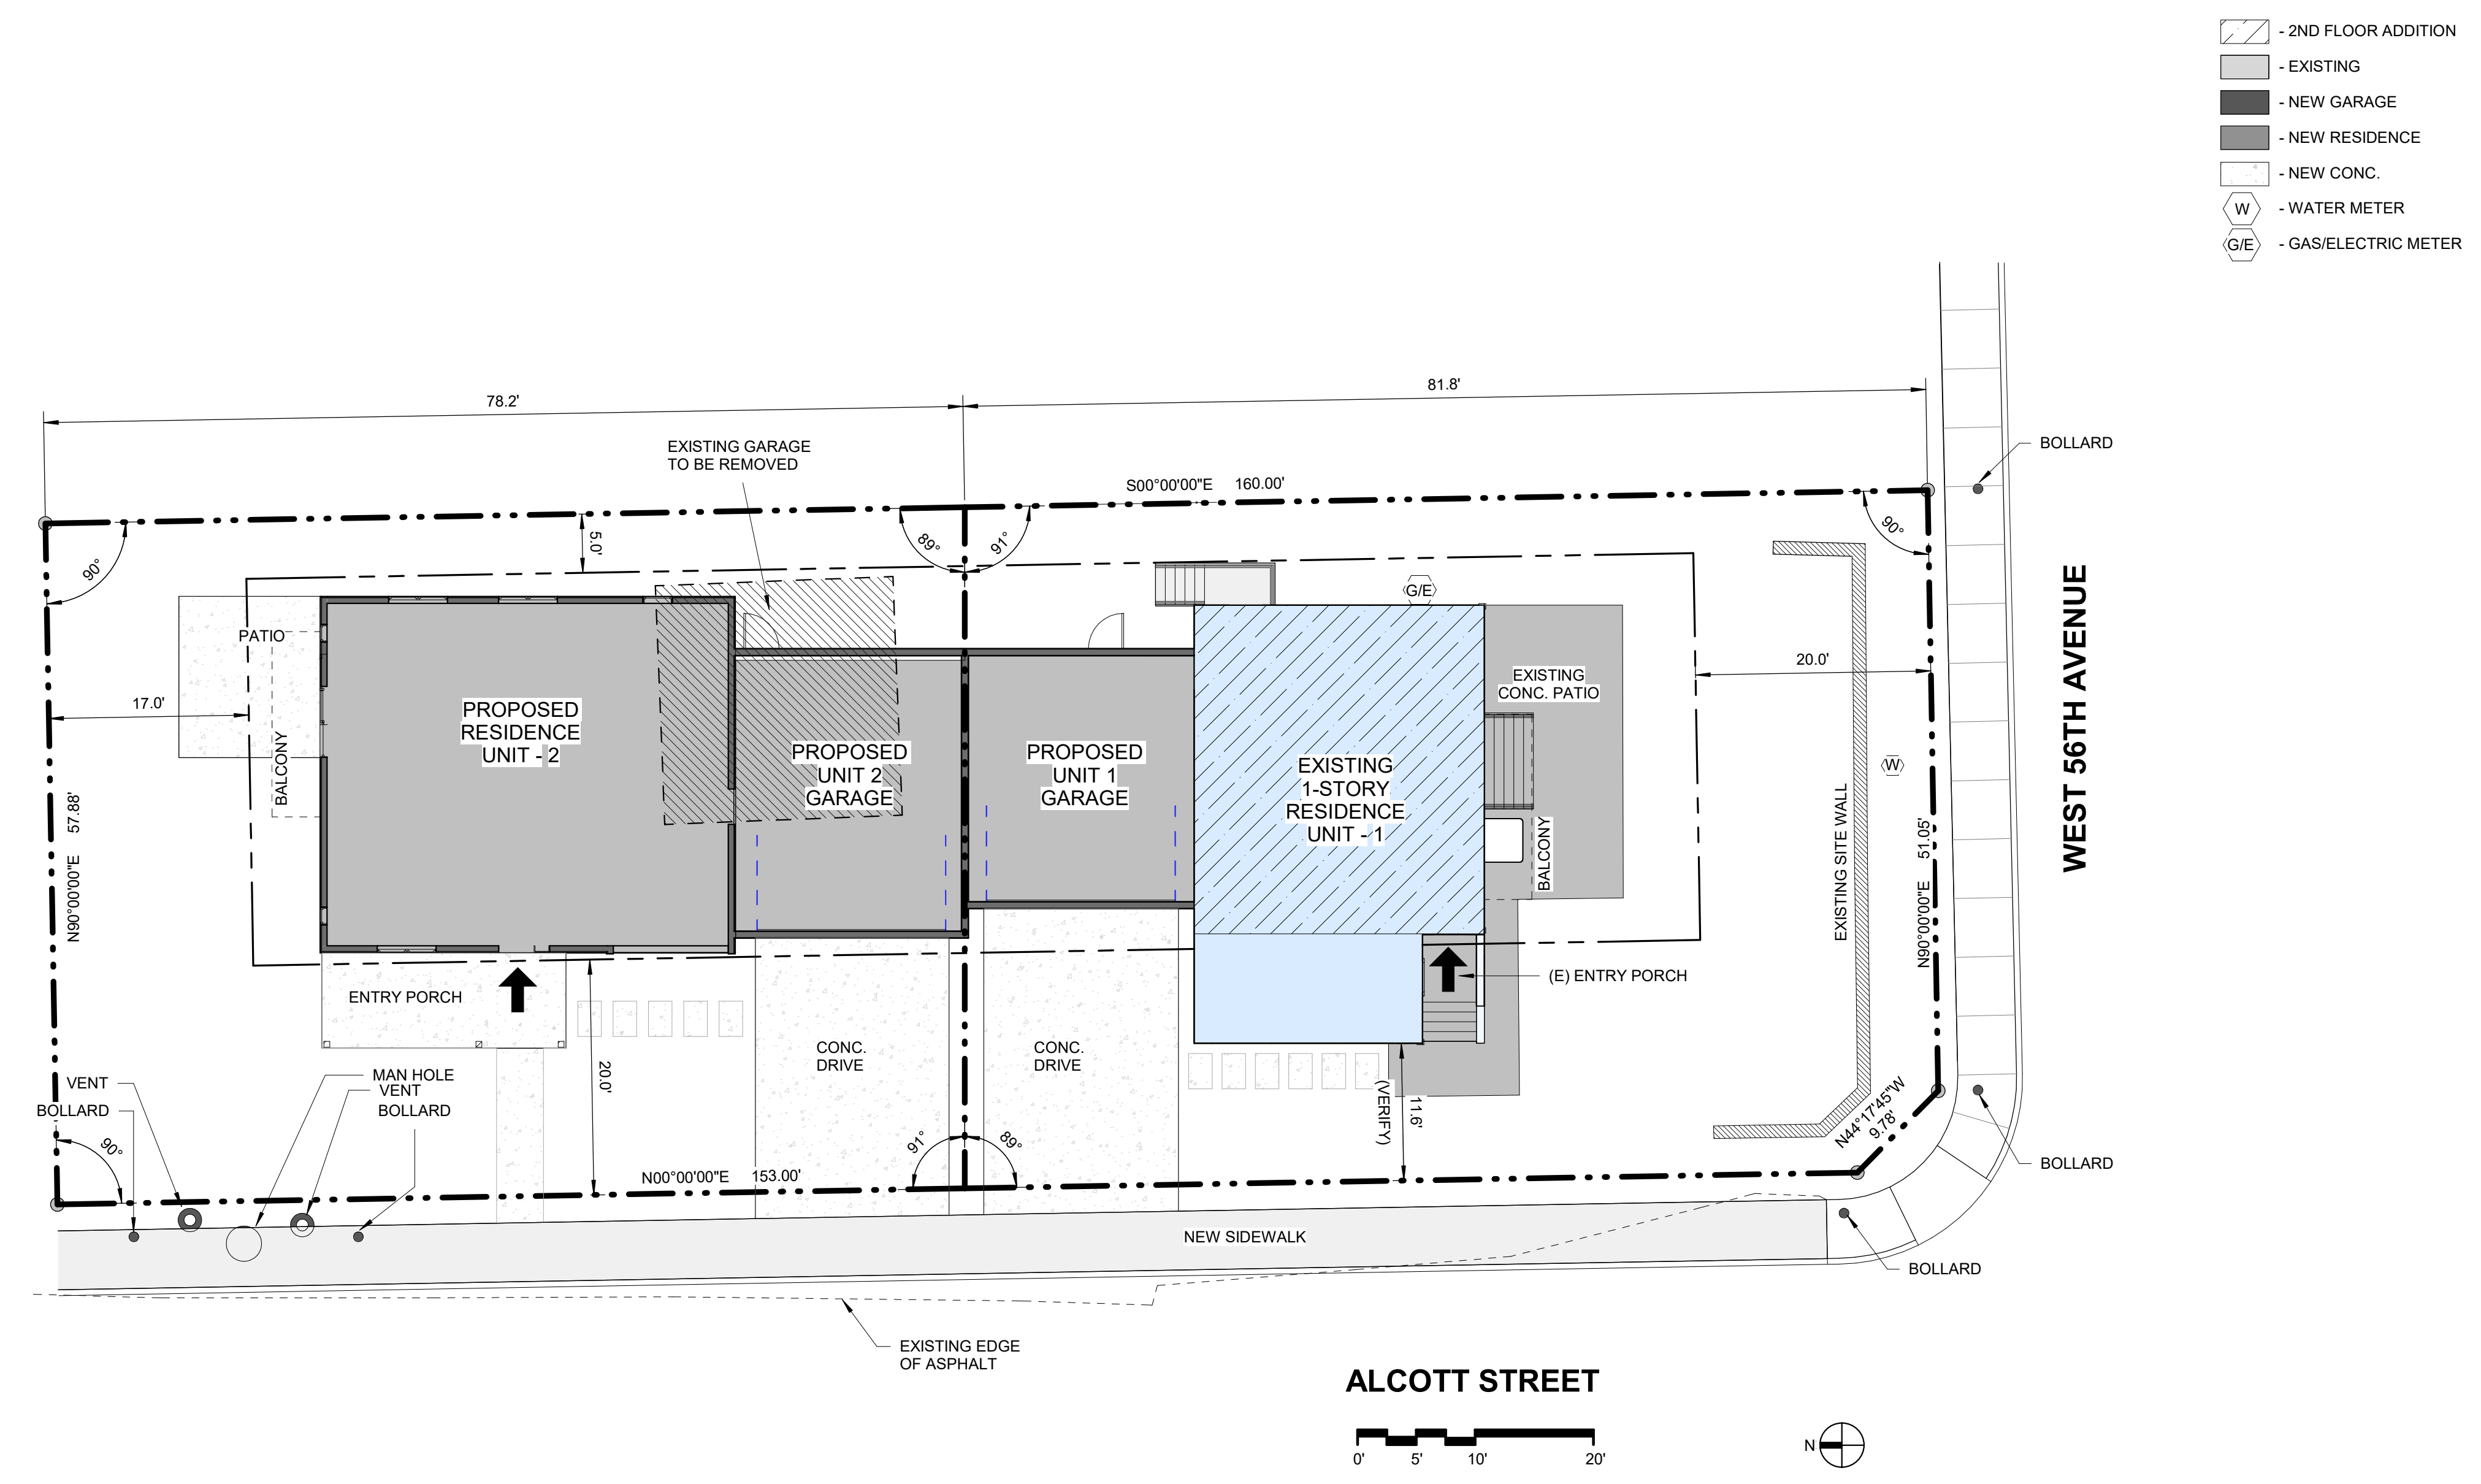 - 2ND FLOOR ADDITION
- EXISTING
- NEW GARAGE
- NEW RESIDENCE
- NEW CONC.
W - WATER METER
G/E - GAS/ELECTRIC METER
78.2'
81.8'
EXISTING GARAGE
TO BE REMOVED
BOLLARD
S00°00'00"E 160.00'
5.0'
90°
89°
91°
90°
G/E
PATIO
17.0'
BALCONY
N90°00'00"E 57.88'
PROPOSED
RESIDENCE
UNIT - 2
PROPOSED
UNIT 2
GARAGE
PROPOSED
UNIT 1
GARAGE
EXISTING
1-STORY
RESIDENCE
UNIT - 1
EXISTING
CONC. PATIO
BALCONY
20.0'
W
EXISTING SITE WALL
N90°00'00"E 51.05'
WEST 56TH AVENUE
ENTRY PORCH
(E) ENTRY PORCH
CONC.
DRIVE
CONC.
DRIVE
20.0'
11.6'
(VERIFY)
N44°17'45"W
9.78'
VENT
MAN HOLE
VENT
BOLLARD
BOLLARD
90°
91°
89°
N00°00'00"E 153.00'
BOLLARD
NEW SIDEWALK
BOLLARD
EXISTING EDGE
OF ASPHALT
ALCOTT STREET
0' 5' 10' 20'
N